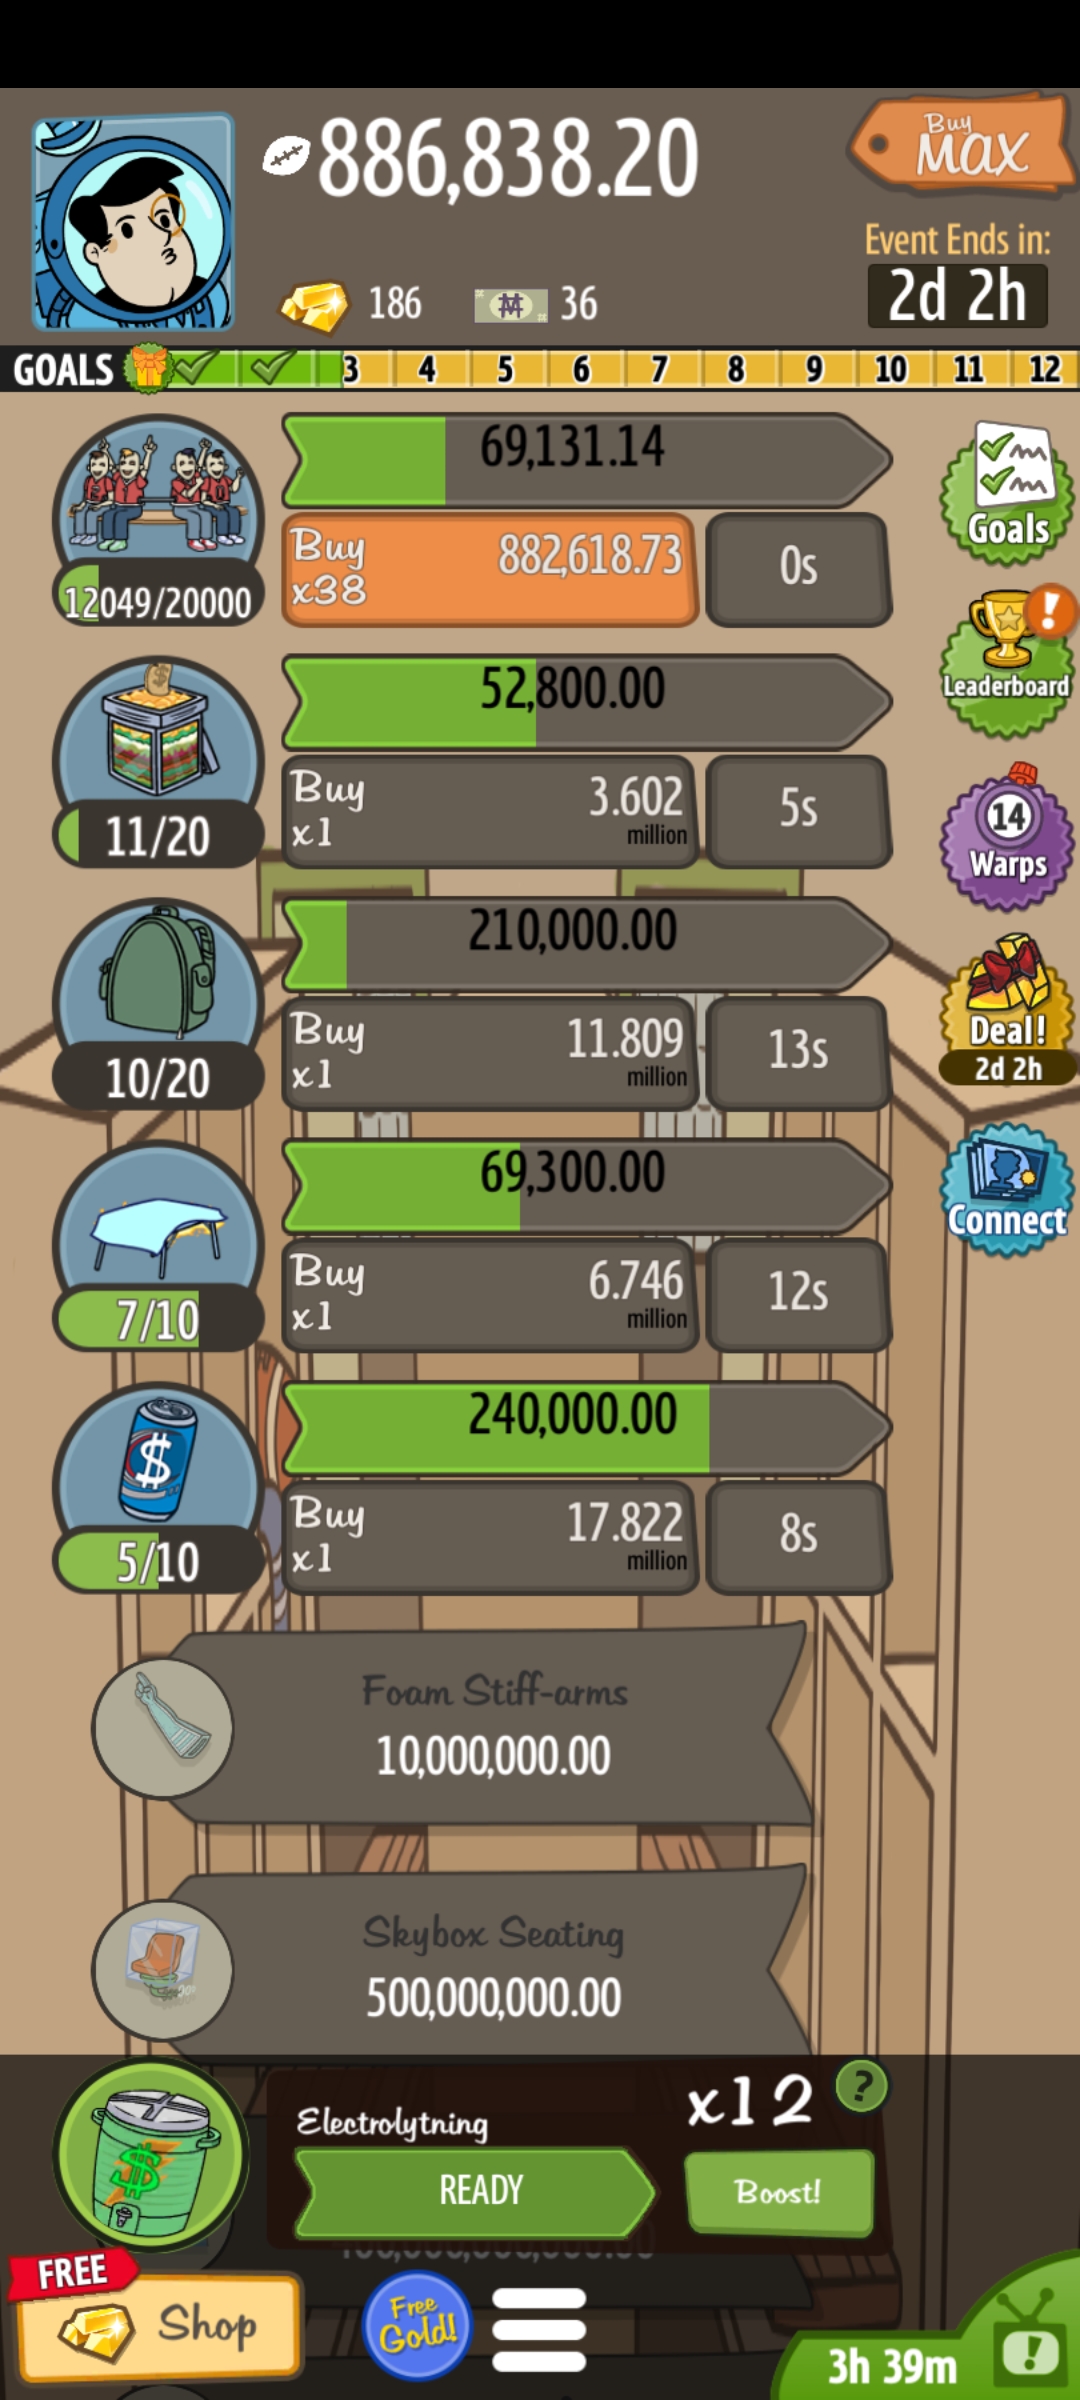 886,838.20
Buy
MAX
Event Ends in:
2d 2h
186
36
GOALS 3 4 5 6 7 8 9 10 11 12
69,131.14
Buy x38 882,618.73
0s
12049/20000
Goals
52,800.00
Leaderboard
Buy x1 3.602 million
5s
11/20
14
Warps
210,000.00
Buy x1 11.809 million
13s
10/20
Deal!
2d 2h
69,300.00
Buy x1 6.746 million
12s
7/10
Connect
240,000.00
Buy x1 17.822 million
8s
5/10
Foam Stiff-arms
10,000,000.00
Skybox Seating
500,000,000.00
Electrolytning
x12
?
READY
Boost!
FREE
Shop
Free
Gold!
3h 39m